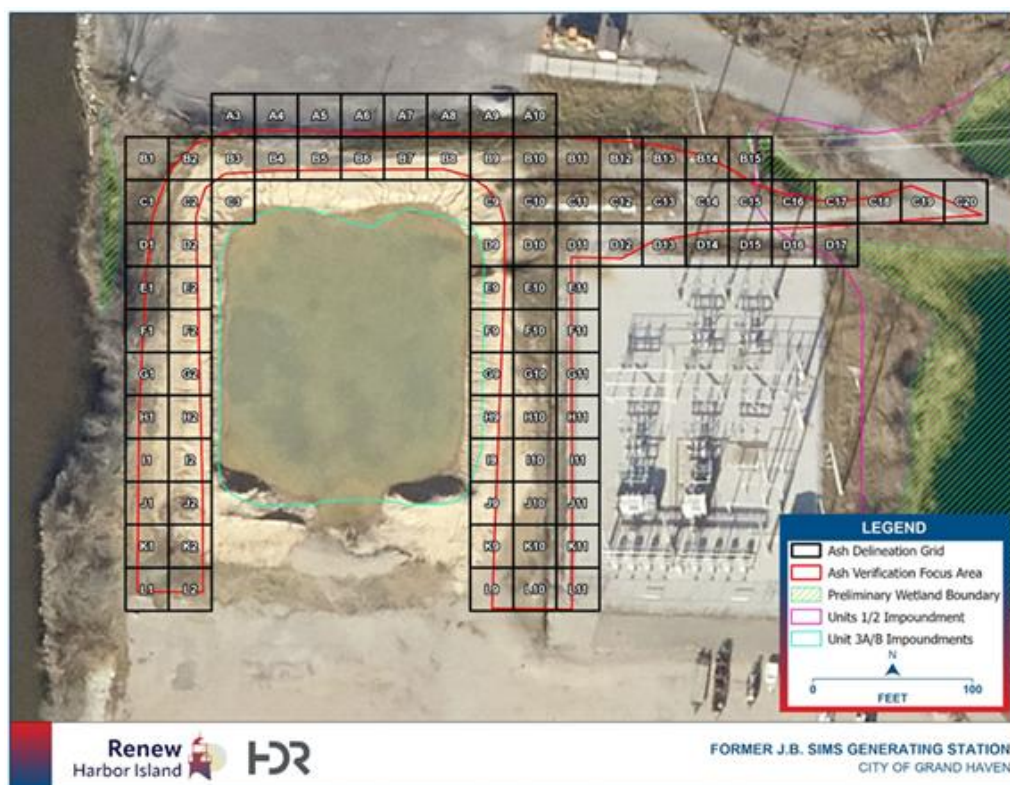 A3 A4 A5 A6 A7 A8 A9 A10
B1 B2 B3 B4 B5 B6 B7 B8 B9 B10 B11 B12 B13 B14 B15
C1 C2 C3 C9 C10 C11 C12 C13 C14 C15 C16 C17 C18 C19 C20
D1 D2 D9 D10 D11 D12 D13 D14 D15 D16 D17
E1 E2 E9 E10 E11
F1 F2 F9 F10 F11
G1 G2 G9 G10 G11
H1 H2 H9 H10 H11
I1 I2 I9 I10 I11
J1 J2 J9 J10 J11
K1 K2 K9 K10 K11
L1 L2 L9 L10 L11
LEGEND
Ash Delineation Grid
Ash Verification Focus Area
Preliminary Wetland Boundary
Units 1/2 Impoundment
Unit 3A/B Impoundments
N
0 100
FEET
Renew
Harbor Island
HDR
FORMER J.B. SIMS GENERATING STATION
CITY OF GRAND HAVEN